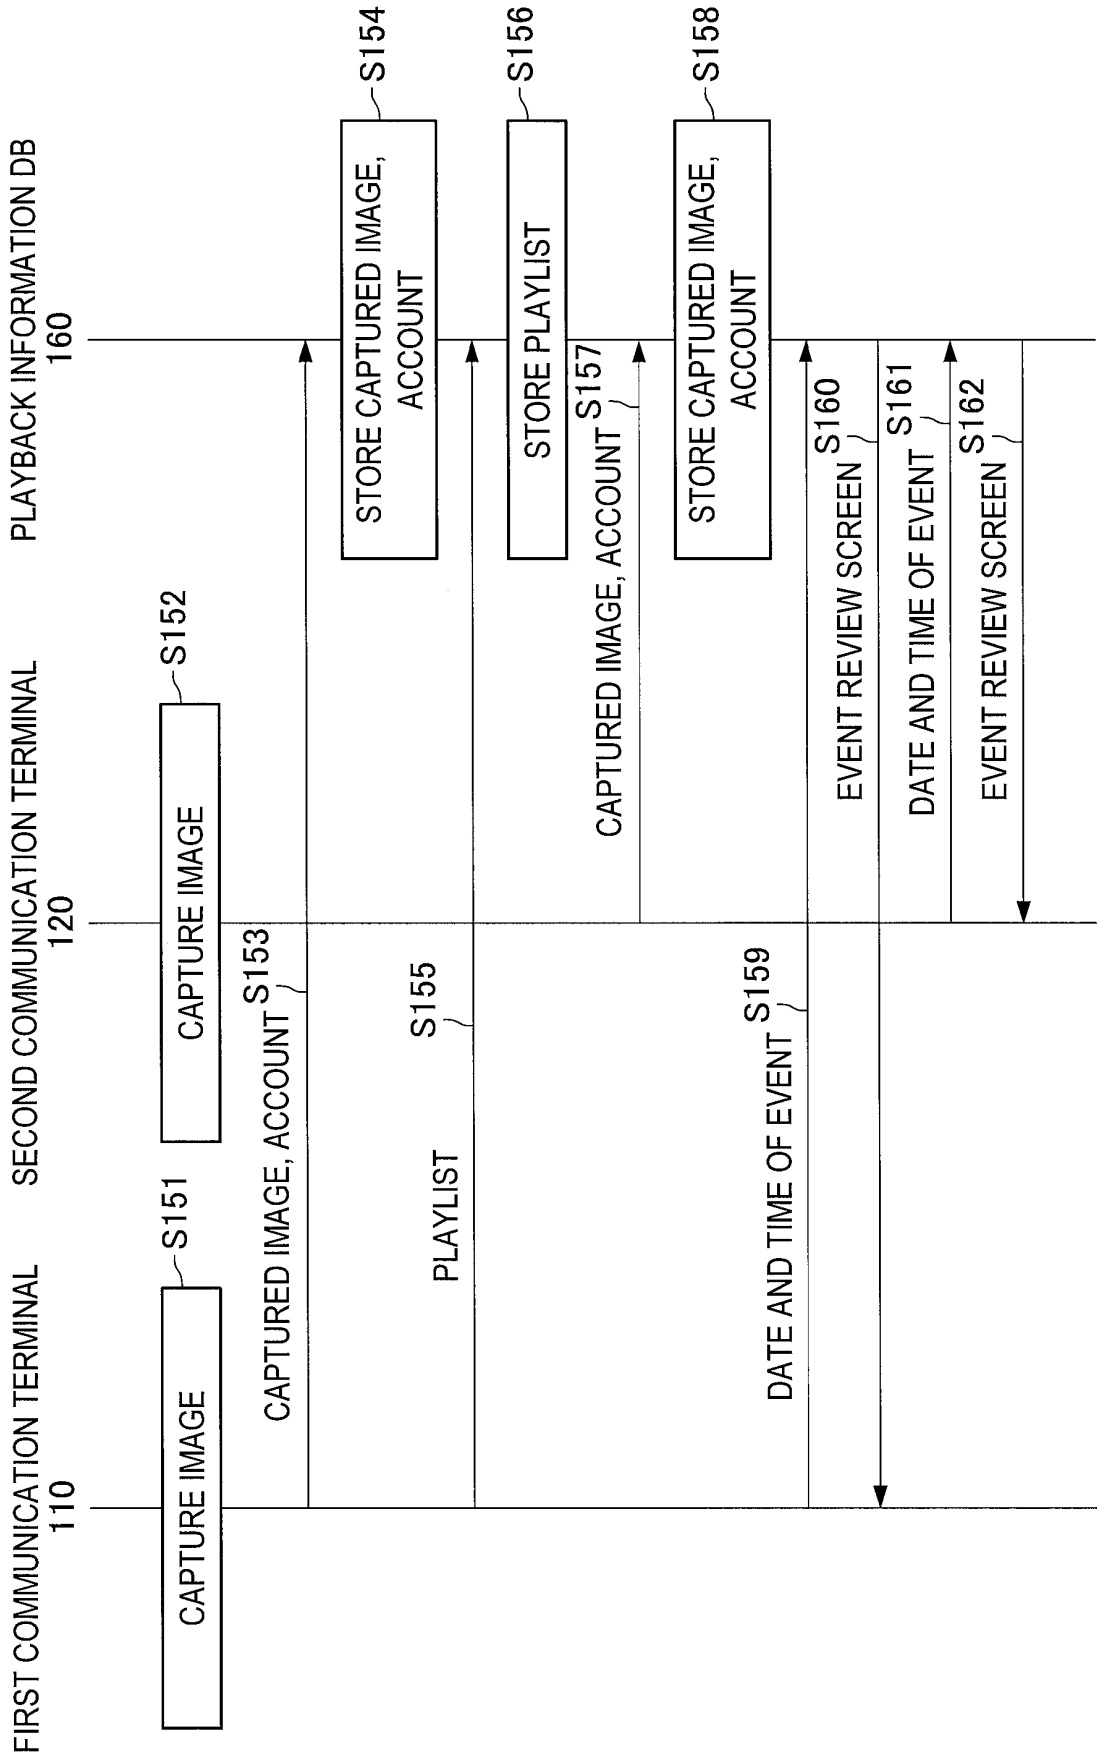 FIRST COMMUNICATION TERMINAL
110
SECOND COMMUNICATION TERMINAL
120
PLAYBACK INFORMATION DB
160
CAPTURE IMAGE
S151
CAPTURE IMAGE
S152
CAPTURED IMAGE, ACCOUNT
S153
STORE CAPTURED IMAGE,
ACCOUNT
S154
PLAYLIST
S155
STORE PLAYLIST
S156
CAPTURED IMAGE, ACCOUNT
S157
STORE CAPTURED IMAGE,
ACCOUNT
S158
DATE AND TIME OF EVENT
S159
EVENT REVIEW SCREEN
S160
DATE AND TIME OF EVENT
S161
EVENT REVIEW SCREEN
S162